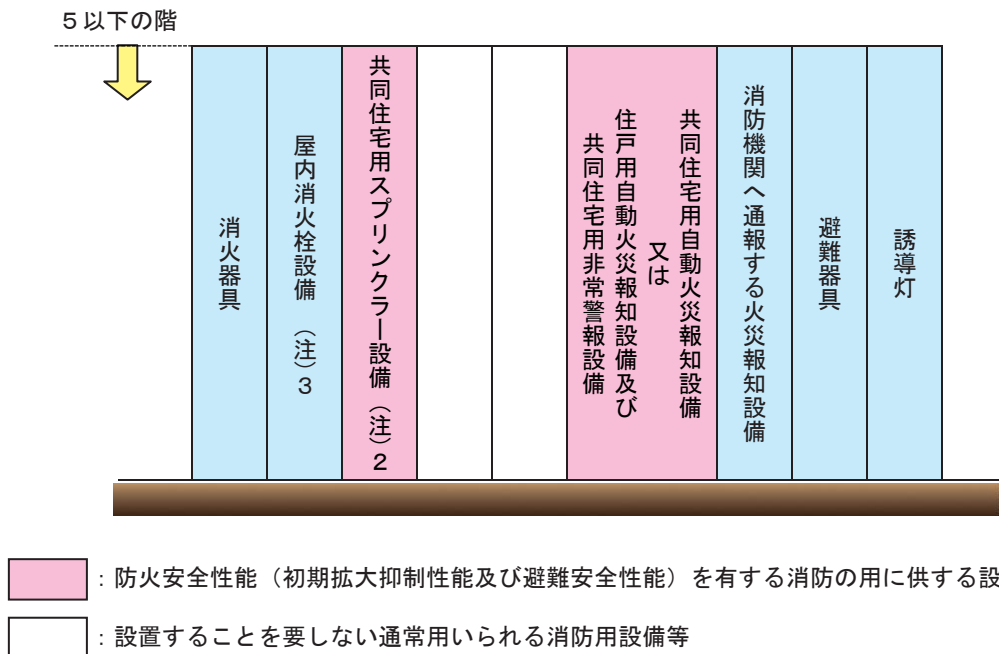 ５以下の階
消火器具
屋内消火栓設備　（注）３
共同住宅用スプリンクラー設備（注）２
共同住宅用自動火災報知設備
又は
住戸用自動火災報知設備及び
共同住宅用非常警報設備
消防機関へ通報する火災報知設備
避難器具
誘導灯
：防火安全性能（初期拡大抑制性能及び避難安全性能）を有する消防の用に供する設
：設置することを要しない通常用いられる消防用設備等